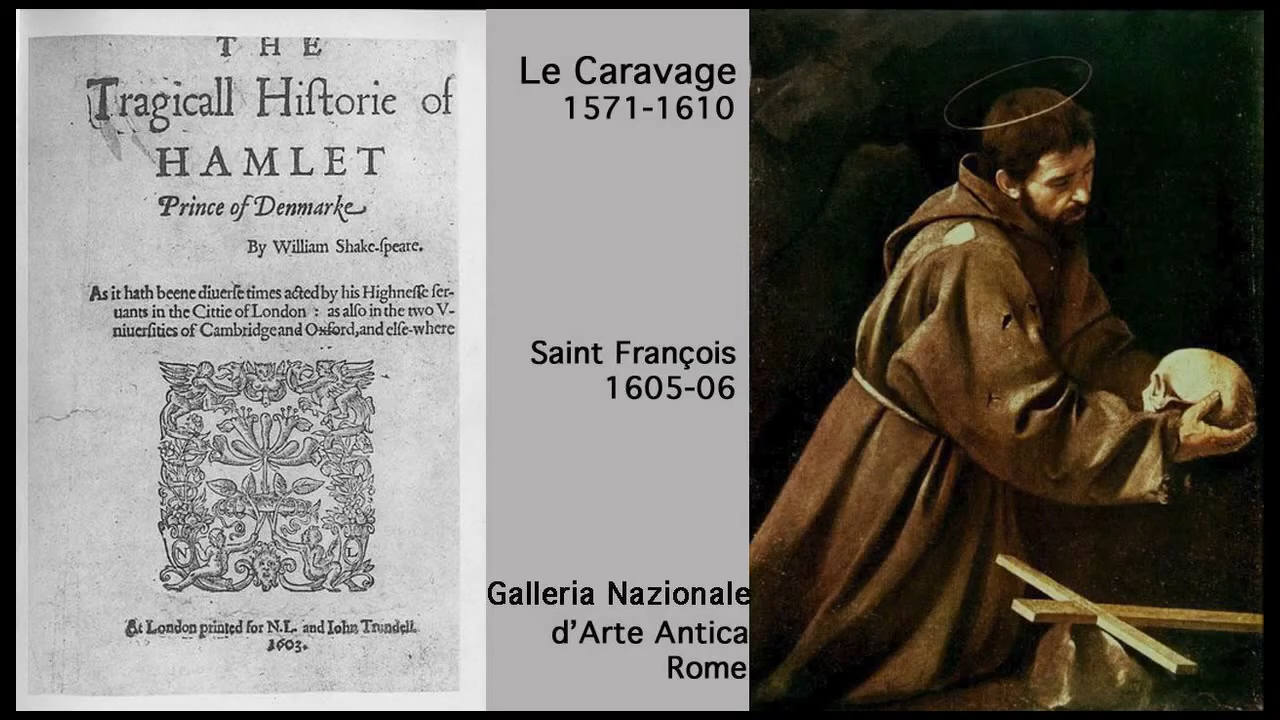 THE
Tragicall Hiſtorie of
HAMLET
Prince of Denmarke
By William Shake-ſpeare.
As it hath beene diuerſe times acted by his Highneſſe ſer-
uants in the Cittie of London : as alſo in the two V-
niuerſities of Cambridge and Oxford, and elſe-where
N L
At London printed for N.L. and Iohn Trundell.
1603.
Le Caravage
1571-1610
Saint François
1605-06
Galleria Nazionale
d’Arte Antica
Rome